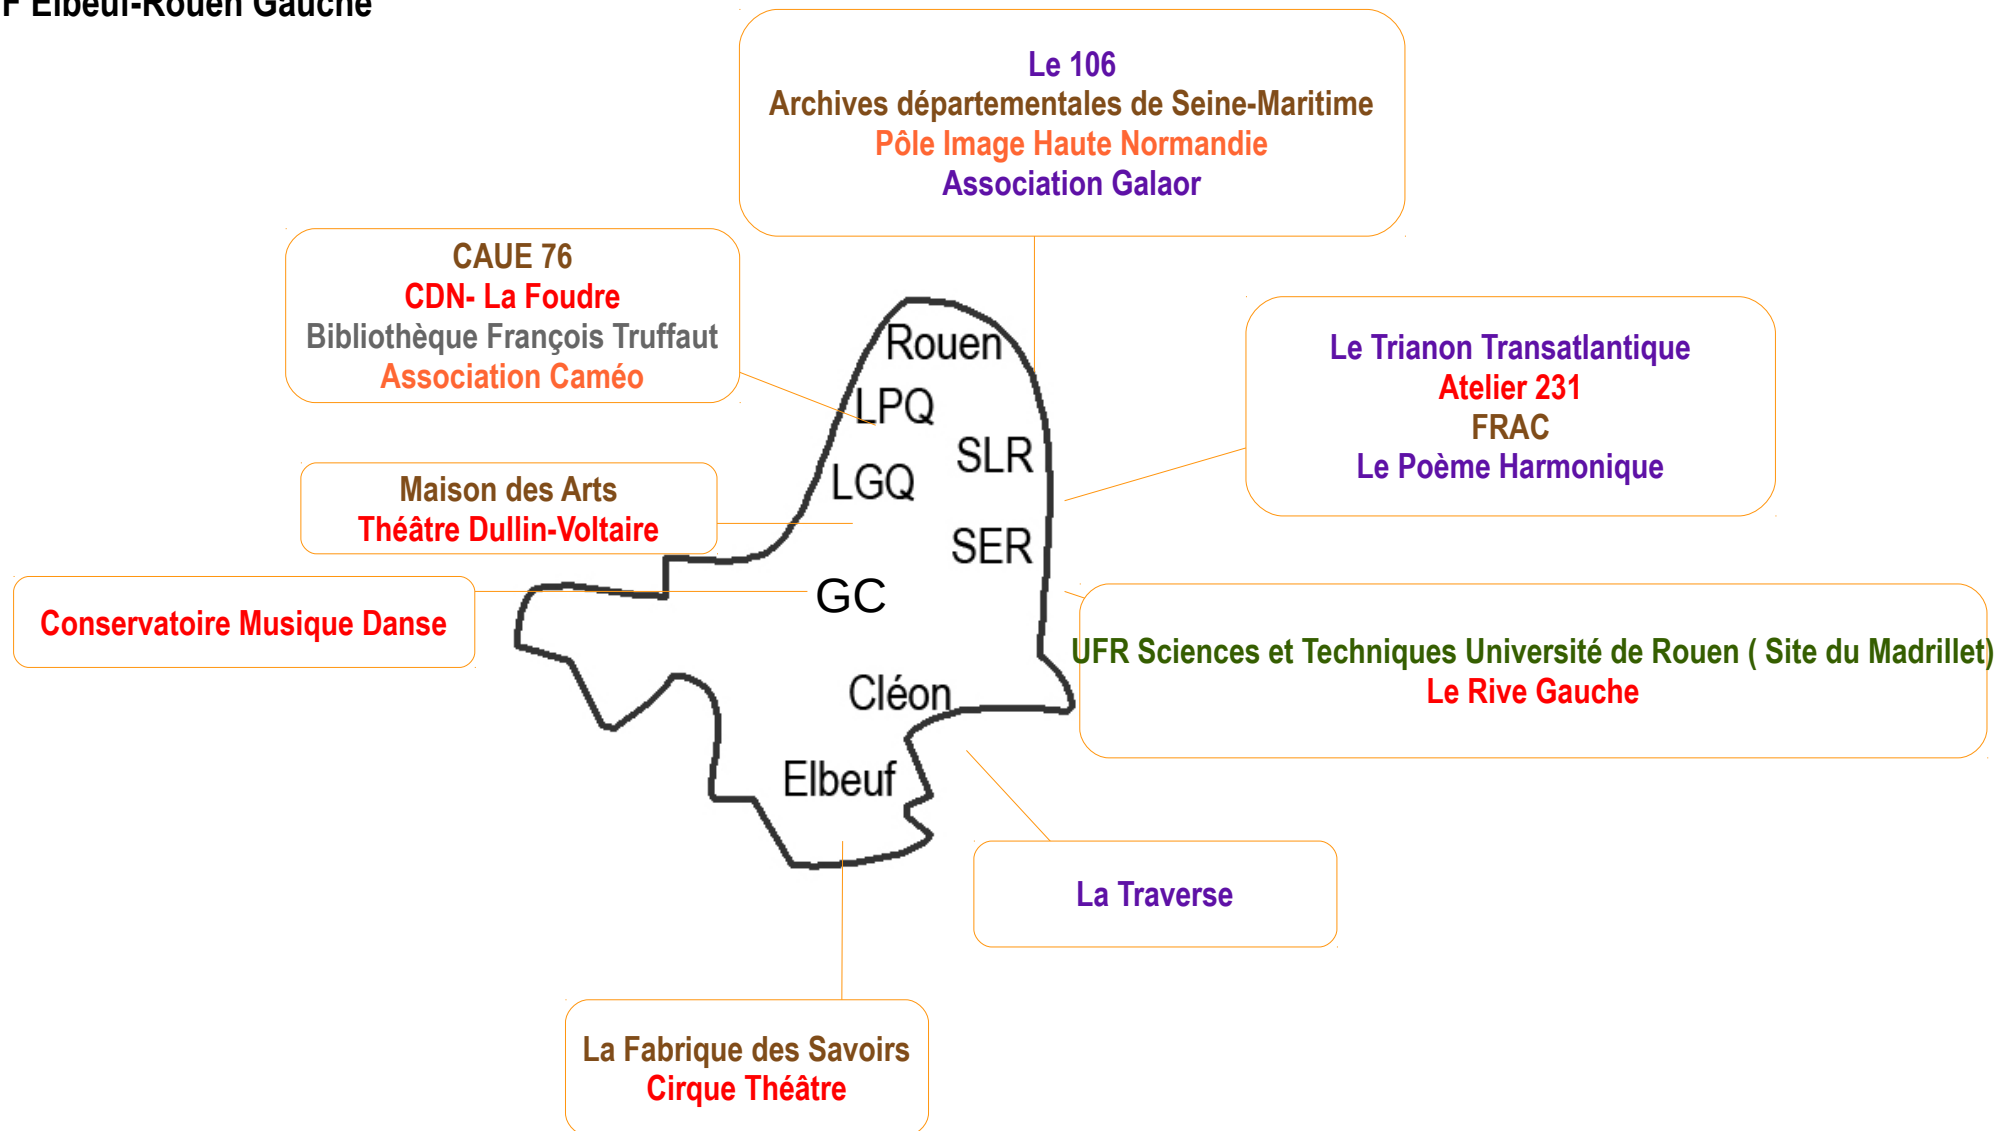 F Elbeuf-Rouen Gauche
Le 106
Archives départementales de Seine-Maritime
Pôle Image Haute Normandie
Association Galaor
CAUE 76
CDN- La Foudre
Bibliothèque François Truffaut
Association Caméo
Rouen
LPQ
SLR
LGQ
SER
GC
Cléon
Elbeuf
Le Trianon Transatlantique
Atelier 231
FRAC
Le Poème Harmonique
Maison des Arts
Théâtre Dullin-Voltaire
Conservatoire Musique Danse
UFR Sciences et Techniques Université de Rouen ( Site du Madrillet)
Le Rive Gauche
La Traverse
La Fabrique des Savoirs
Cirque Théâtre